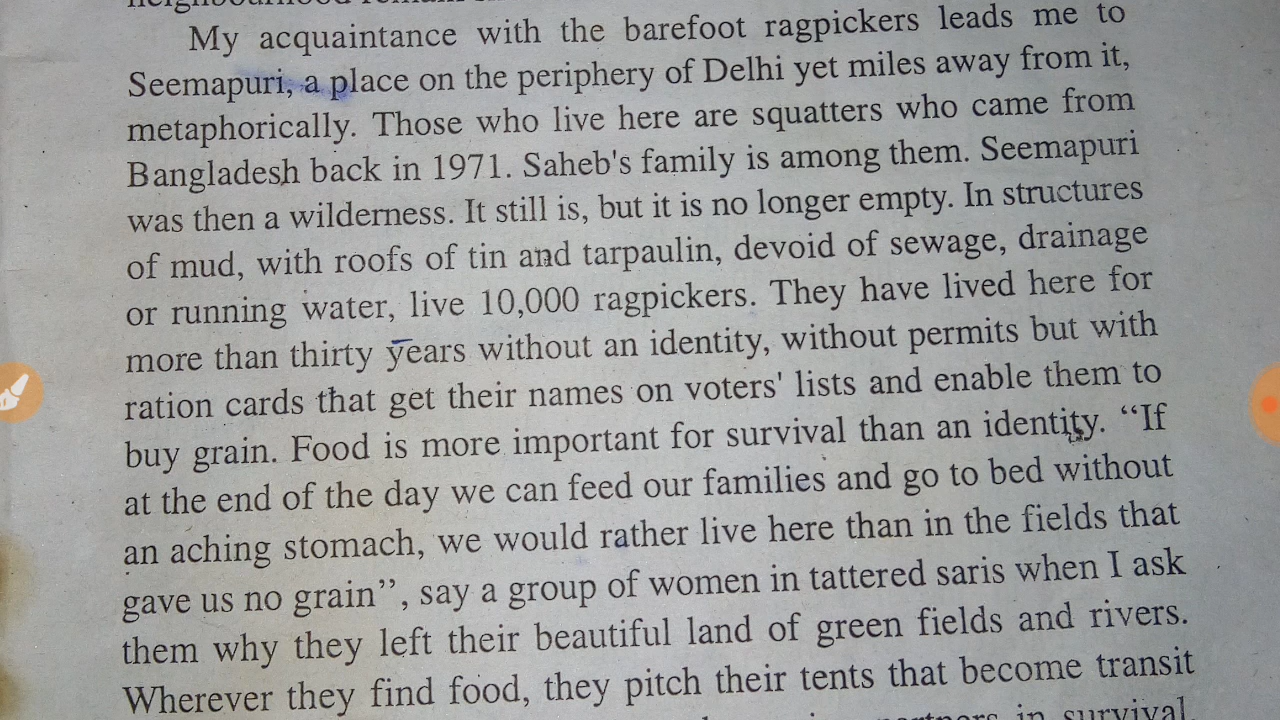 My acquaintance with the barefoot ragpickers leads me to
Seemapuri, a place on the periphery of Delhi yet miles away from it,
metaphorically. Those who live here are squatters who came from
Bangladesh back in 1971. Saheb's family is among them. Seemapuri
was then a wilderness. It still is, but it is no longer empty. In structures
of mud, with roofs of tin and tarpaulin, devoid of sewage, drainage
or running water, live 10,000 ragpickers. They have lived here for
more than thirty years without an identity, without permits but with
ration cards that get their names on voters' lists and enable them to
buy grain. Food is more important for survival than an identity. “If
at the end of the day we can feed our families and go to bed without
an aching stomach, we would rather live here than in the fields that
gave us no grain”, say a group of women in tattered saris when I ask
them why they left their beautiful land of green fields and rivers.
Wherever they find food, they pitch their tents that become transit
in survival